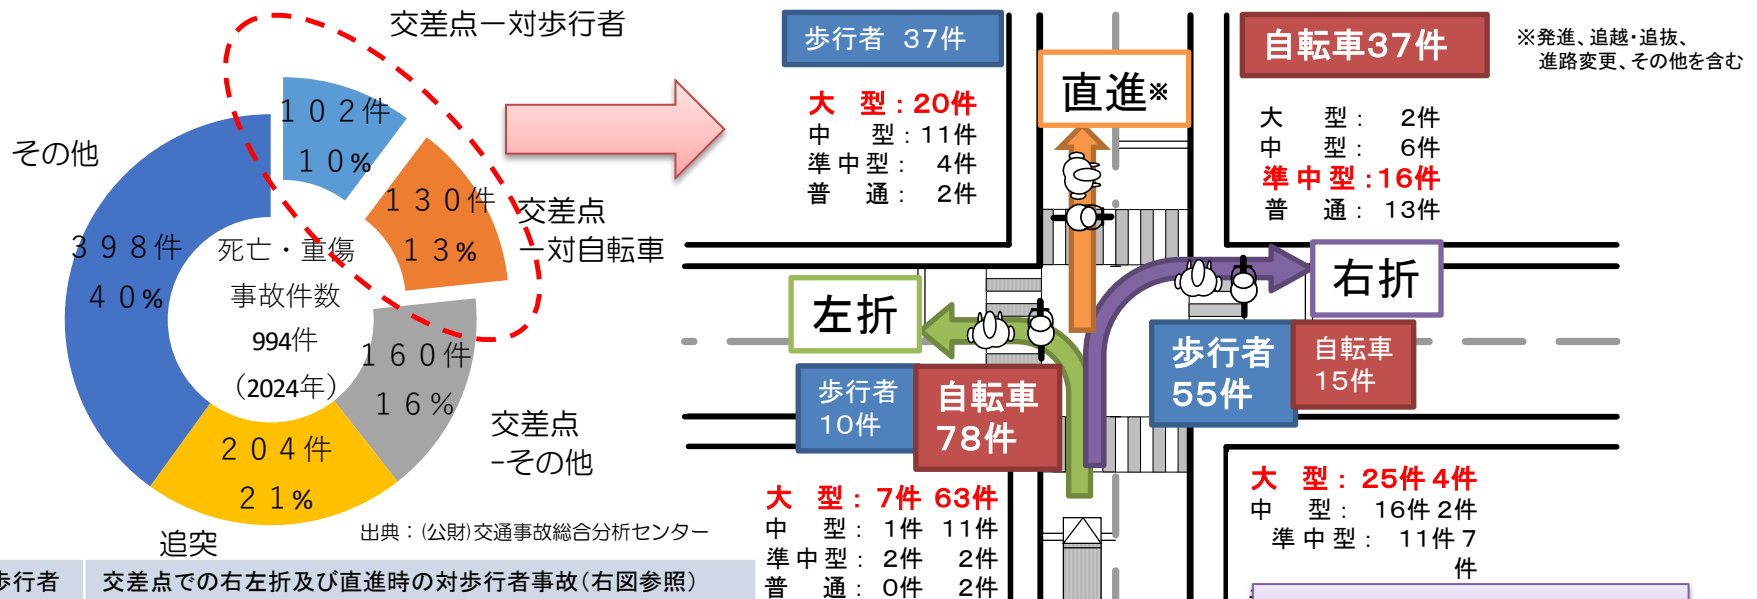 交差点ー対歩行者
102件
10%
130件
13%
交差点
ー対自転車
その他
398件
40%
死亡・重傷
事故件数
994件
（2024年）
160件
16%
交差点
-その他
204件
21%
追突
出典：(公財)交通事故総合分析センター
歩行者
交差点での右左折及び直進時の対歩行者事故（右図参照）
歩行者 37件
大型：20件
中型：11件
準中型：4件
普通：2件
直進※
自転車37件
※発進、追越・追抜、
進路変更、その他を含む
大型：2件
中型：6件
準中型：16件
普通：13件
左折
右折
歩行者
10件
自転車
78件
歩行者
55件
自転車
15件
大型：7件 63件
中型：1件 11件
準中型：2件 2件
普通：0件 2件
大型：25件 4件
中型：16件 2件
準中型：11件 7
件